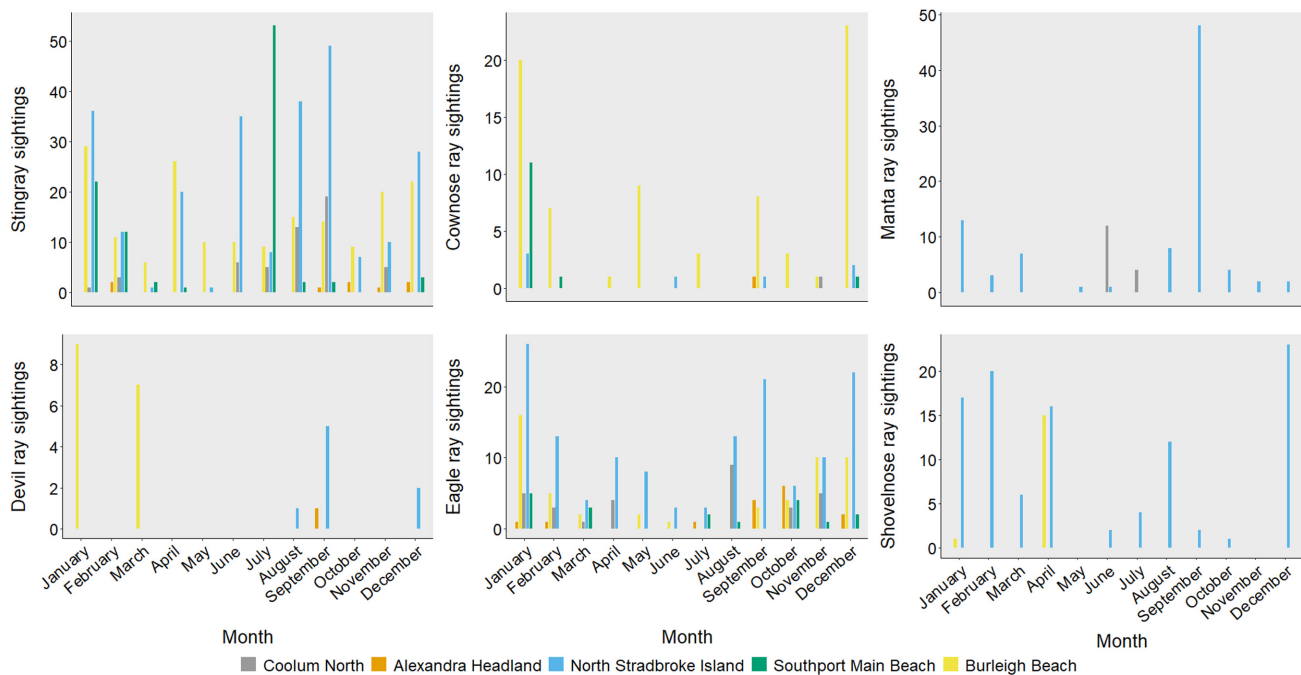 Stingray sightings
50
40
30
20
10
0
Cownose ray sightings
20
15
10
5
0
Manta ray sightings
50
40
30
20
10
0
Devil ray sightings
8
6
4
2
0
January
February
March
April
May
June
July
August
September
October
November
December
Month
Eagle ray sightings
20
10
0
January
February
March
April
May
June
July
August
September
October
November
December
Month
Shovelnose ray sightings
20
15
10
5
0
January
February
March
April
May
June
July
August
September
October
November
December
Month
Coolum North Alexandra Headland North Stradbroke Island Southport Main Beach Burleigh Beach